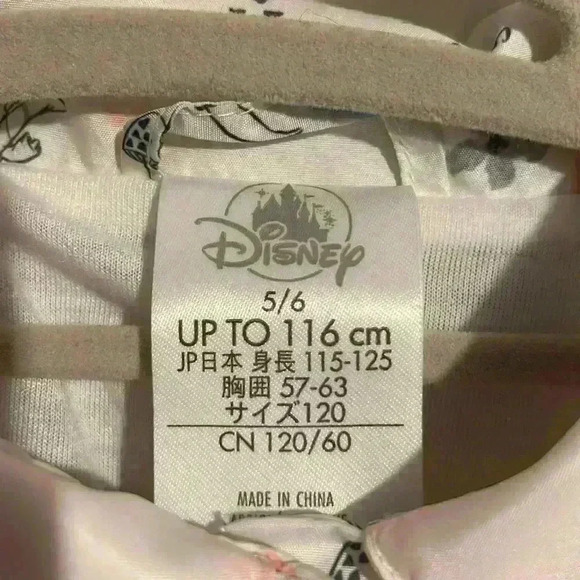 Disney
5/6
UP TO 116 cm
JP日本 身長 115-125
胸囲 57-63
サイズ120
CN 120/60
MADE IN CHINA